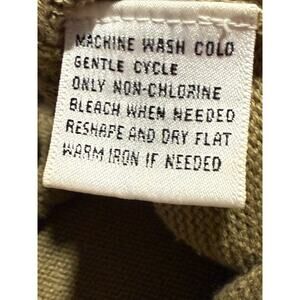 MACHINE WASH COLD
GENTLE CYCLE
ONLY NON-CHLORINE
BLEACH WHEN NEEDED
RESHAPE AND DRY FLAT
WARM IRON IF NEEDED